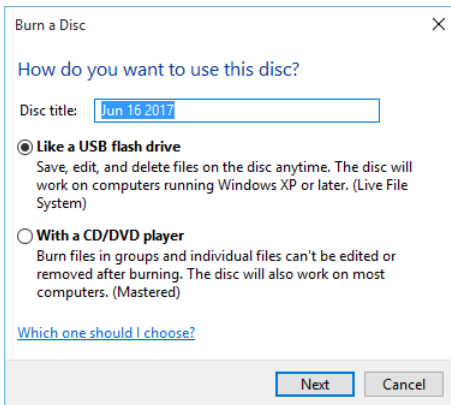 Burn a Disc
How do you want to use this disc?
Disc title: Jun 16 2017
Like a USB flash drive
Save, edit, and delete files on the disc anytime. The disc will
work on computers running Windows XP or later. (Live File
System)
With a CD/DVD player
Burn files in groups and individual files can't be edited or
removed after burning. The disc will also work on most
computers. (Mastered)
Which one should I choose?
Next Cancel